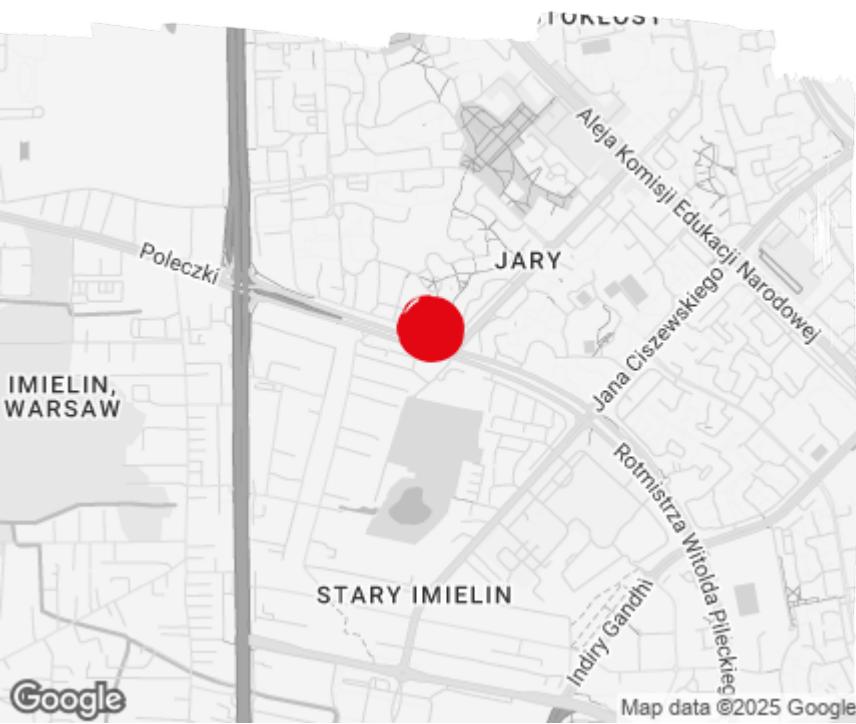 Aleja Komisji Edukacji Narodowej
Poleczki
JARY
Jana Ciszewskiego
IMIELIN,
WARSAW
Rotmistrza Witolda Pileckieg
STARY IMIELIN
Indiry Gandhi
Google
Map data ©2025 Google